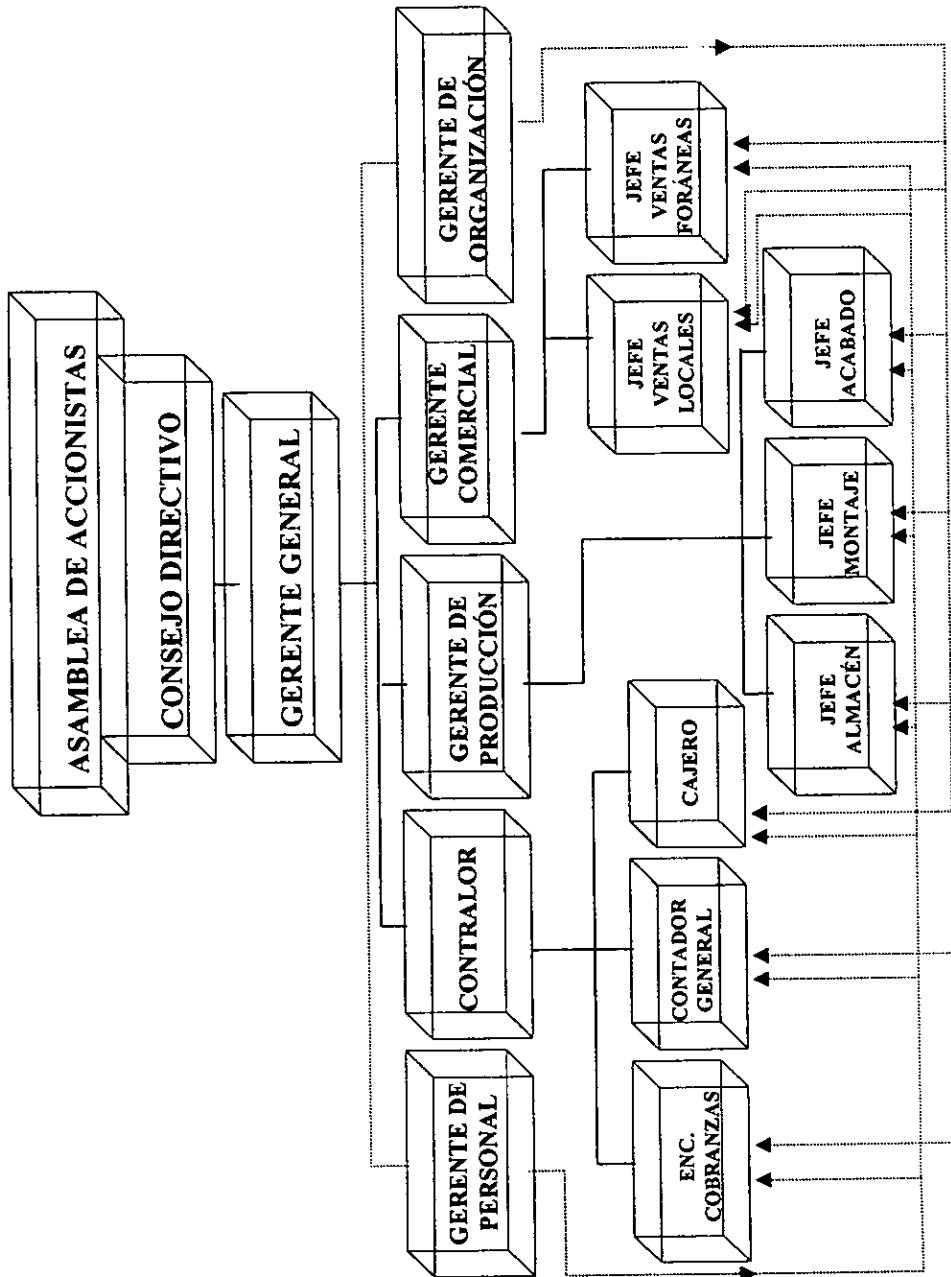 ASAMBLEA DE ACCIONISTAS
CONSEJO DIRECTIVO
GERENTE GENERAL
GERENTE DE
PERSONAL
CONTRALOR
GERENTE DE
PRODUCCIÓN
GERENTE
COMERCIAL
GERENTE DE
ORGANIZACIÓN
ENC.
COBRANZAS
CONTADOR
GENERAL
CAJERO
JEFE
VENTAS
LOCALES
JEFE
VENTAS
FORÁNEAS
JEFE
ALMACÉN
JEFE
MONTAJE
JEFE
ACABADO